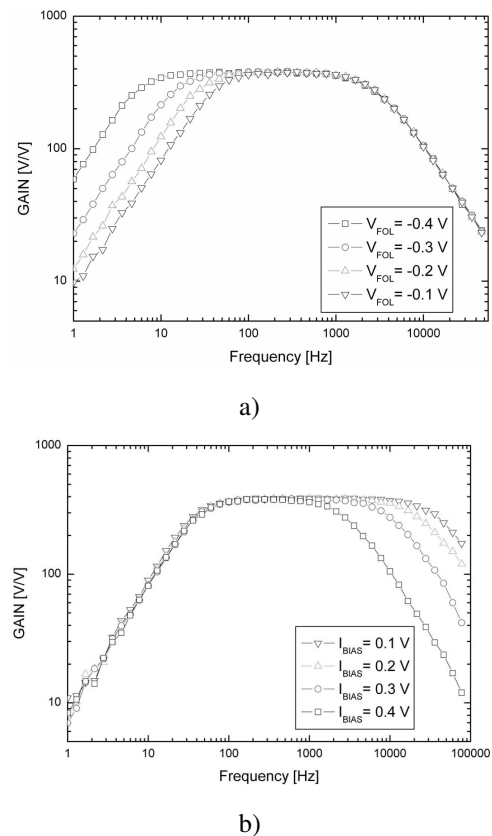 1000
100
10
GAIN [V/V]
V_FOL= -0.4 V
V_FOL= -0.3 V
V_FOL= -0.2 V
V_FOL= -0.1 V
1 10 100 1000 10000
Frequency [Hz]
a)
1000
100
10
GAIN [V/V]
I_BIAS= 0.1 V
I_BIAS= 0.2 V
I_BIAS= 0.3 V
I_BIAS= 0.4 V
1 10 100 1000 10000 100000
Frequency [Hz]
b)